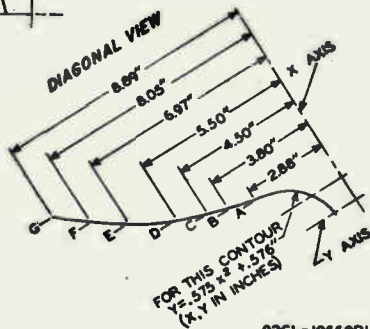 DIAGONAL VIEW
8.89"
8.05"
6.97"
5.50"
4.50"
3.80"
2.88"
X AXIS
G
F
E
D
C
B
A
Y AXIS
FOR THIS CONTOUR
Y=.575 X² +.576"
(X,Y IN INCHES)